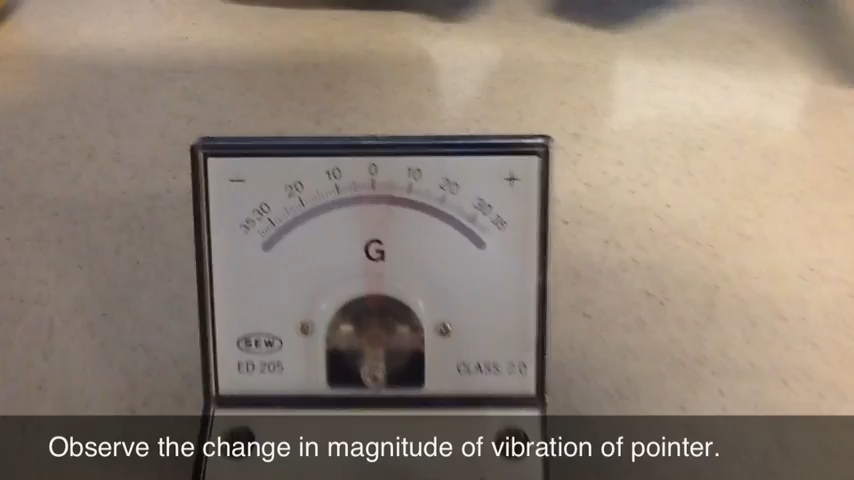 − +
35 30 20 10 0 10 20 30 35
G
SEW
ED 205
CLASS 2.0
Observe the change in magnitude of vibration of pointer.